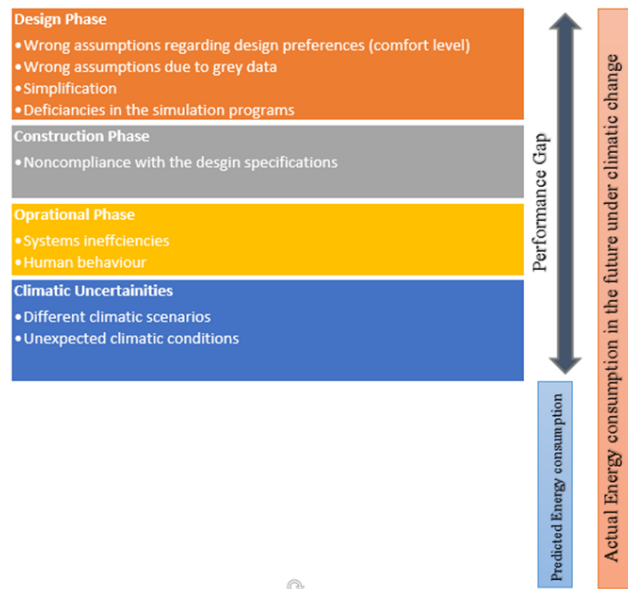 Design Phase
•Wrong assumptions regarding design preferences (comfort level)
•Wrong assumptions due to grey data
•Simplification
•Deficiancies in the simulation programs
Construction Phase
•Noncompliance with the desgin specifications
Oprational Phase
•Systems ineffciencies
•Human behaviour
Climatic Uncertainities
•Different climatic scenarios
•Unexpected climatic conditions
Performance Gap
Predicted Energy consumption
Actual Energy consumption in the future under climatic change